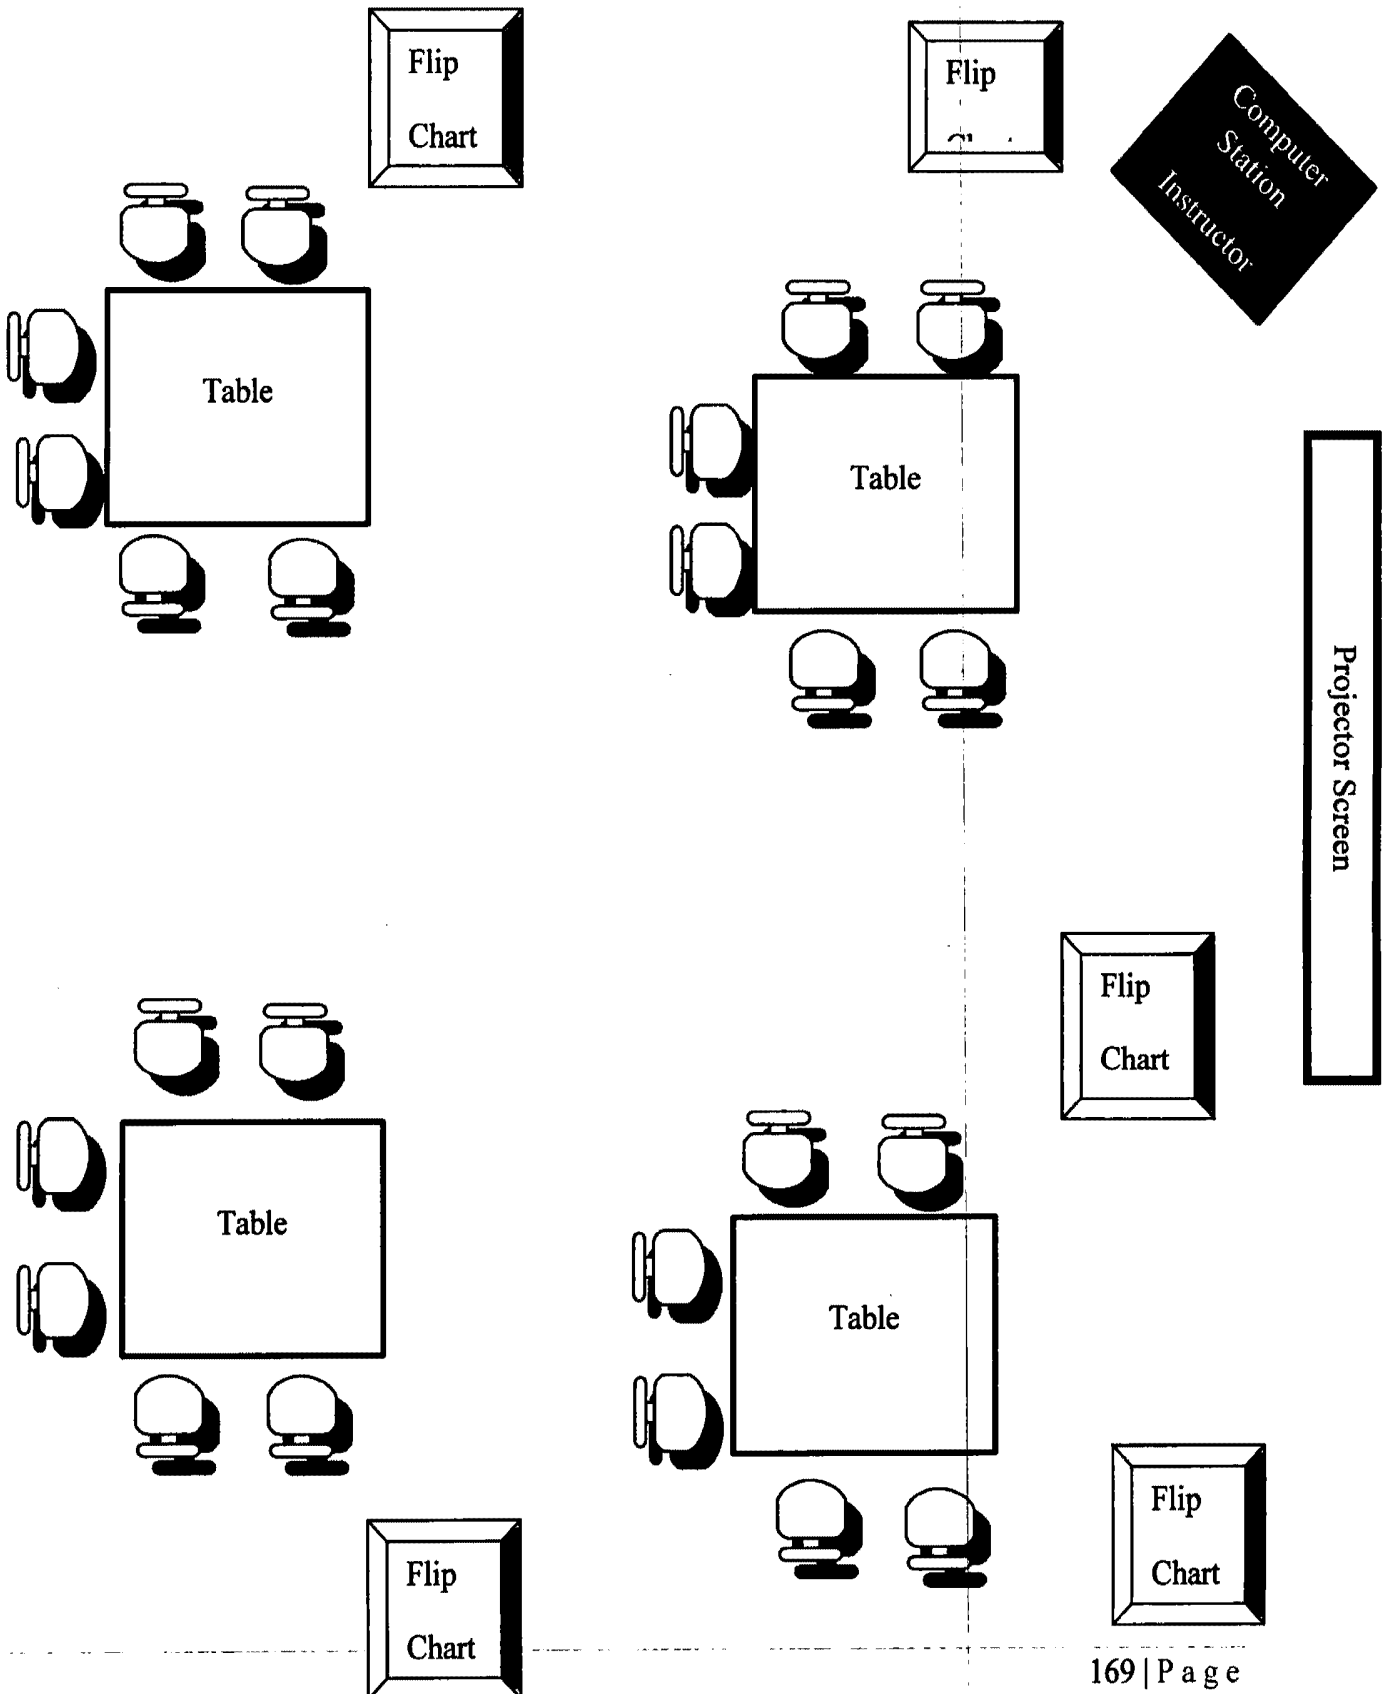 Flip
Chart
Flip
Computer
Station
Instructor
Table
Table
Projector Screen
Flip
Chart
Table
Table
Flip
Chart
Flip
Chart
169 | P a g e